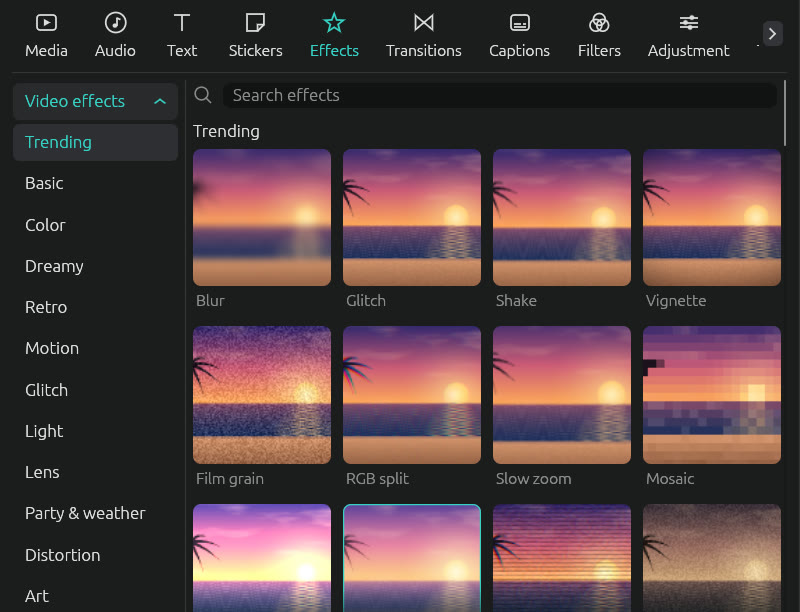 Media Audio Text Stickers Effects Transitions Captions Filters Adjustment
Video effects
Search effects
Trending
Trending
Basic
Color
Dreamy
Retro
Motion
Glitch
Light
Lens
Party & weather
Distortion
Art
Blur Glitch Shake Vignette
Film grain RGB split Slow zoom Mosaic